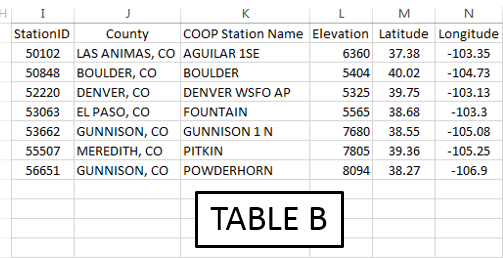 H I J K L M N
StationID County COOP Station Name Elevation Latitude Longitude
50102 LAS ANIMAS, CO AGUILAR 1SE 6360 37.38 -103.35
50848 BOULDER, CO BOULDER 5404 40.02 -104.73
52220 DENVER, CO DENVER WSFO AP 5325 39.75 -103.13
53063 EL PASO, CO FOUNTAIN 5565 38.68 -103.3
53662 GUNNISON, CO GUNNISON 1 N 7680 38.55 -105.08
55507 MEREDITH, CO PITKIN 7805 39.36 -105.25
56651 GUNNISON, CO POWDERHORN 8094 38.27 -106.9
TABLE B